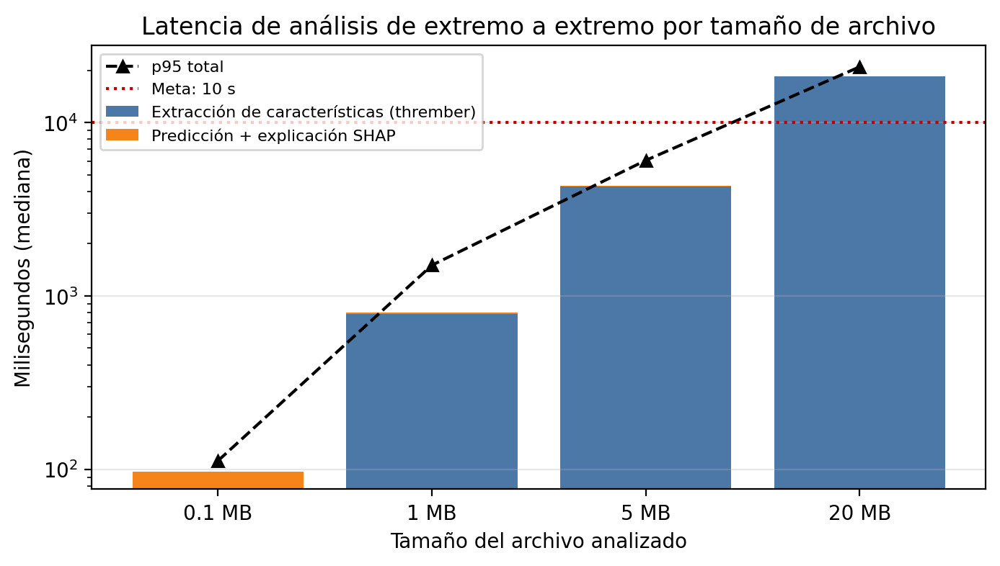 Latencia de análisis de extremo a extremo por tamaño de archivo
p95 total
Meta: 10 s
Extracción de características (thrember)
Predicción + explicación SHAP
Milisegundos (mediana)
10⁴
10³
10²
0.1 MB
1 MB
5 MB
20 MB
Tamaño del archivo analizado